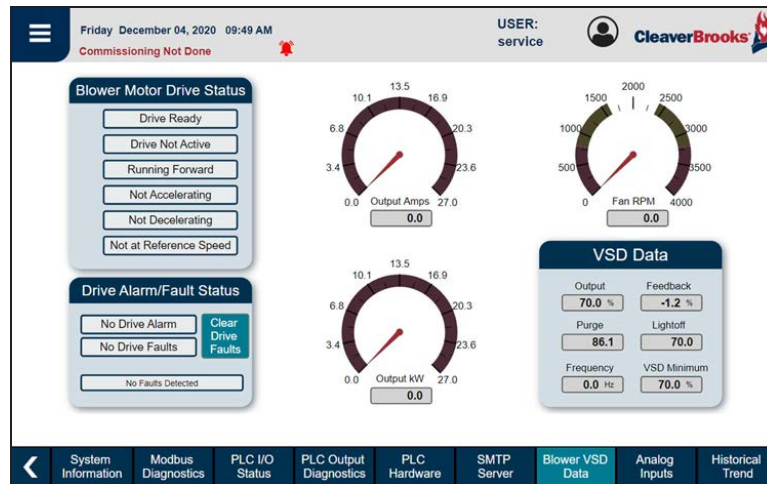 Friday December 04, 2020 09:49 AM
Commissioning Not Done
USER:
service
CleaverBrooks
Blower Motor Drive Status
Drive Ready
Drive Not Active
Running Forward
Not Accelerating
Not Decelerating
Not at Reference Speed
Drive Alarm/Fault Status
No Drive Alarm
No Drive Faults
Clear
Drive
Faults
No Faults Detected
0.0
3.4
6.8
10.1
13.5
16.9
20.3
23.6
27.0
Output Amps
0.0
0.0
3.4
6.8
10.1
13.5
16.9
20.3
23.6
27.0
Output kW
0.0
0
500
1000
1500
2000
2500
3000
3500
4000
Fan RPM
0.0
VSD Data
Output Feedback
70.0 % -1.2 %
Purge Lightoff
86.1 70.0
Frequency VSD Minimum
0.0 Hz 70.0 %
System
Information
Modbus
Diagnostics
PLC I/O
Status
PLC Output
Diagnostics
PLC
Hardware
SMTP
Server
Blower VSD
Data
Analog
Inputs
Historical
Trend